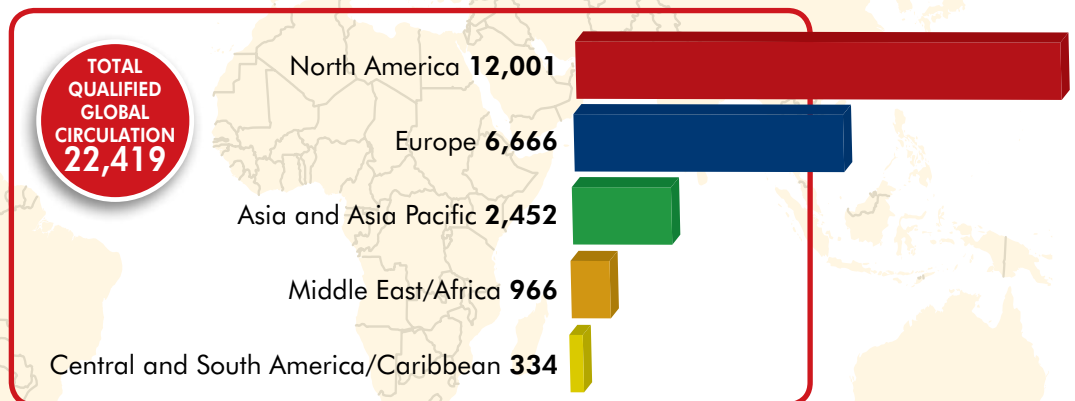 TOTAL
QUALIFIED
GLOBAL
CIRCULATION
22,419
North America 12,001
Europe 6,666
Asia and Asia Pacific 2,452
Middle East/Africa 966
Central and South America/Caribbean 334